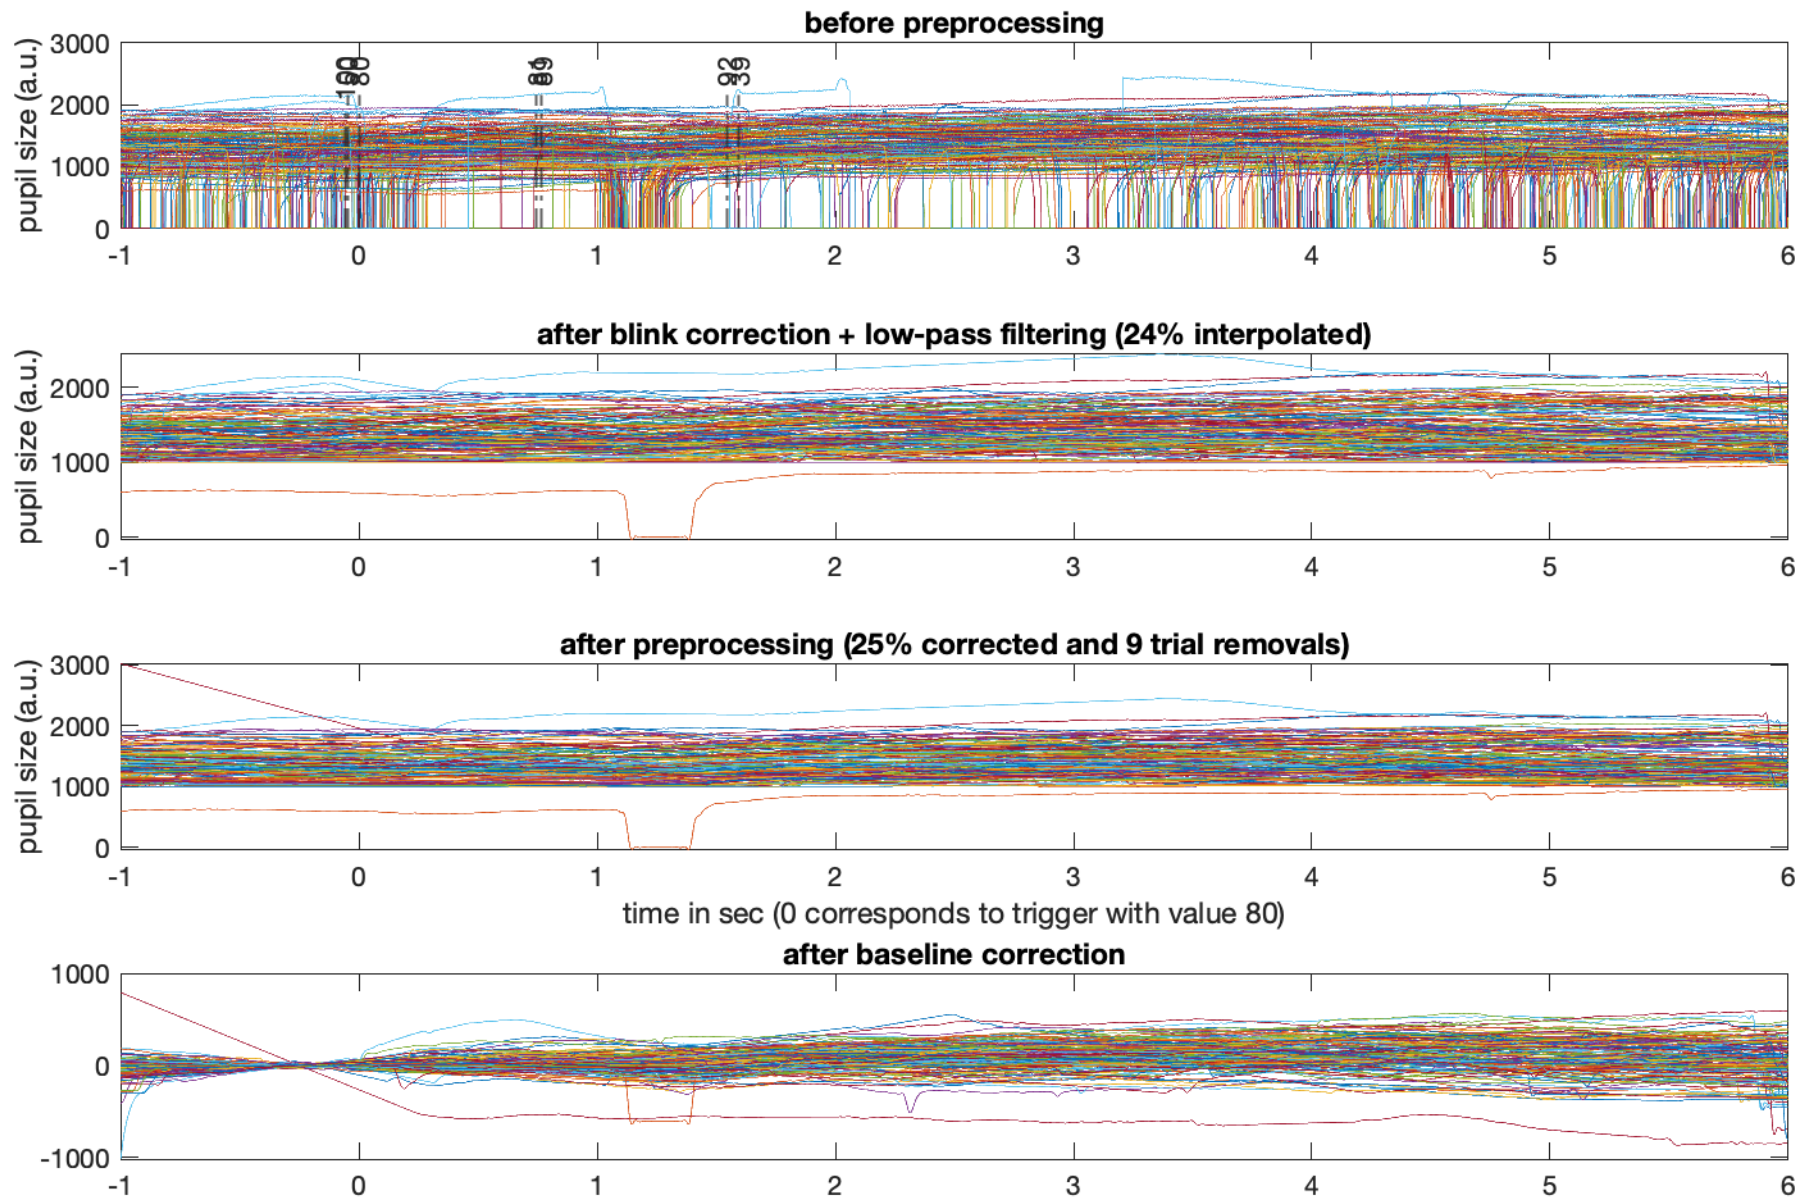 before preprocessing
pupil size (a.u.)
3000
2000
1000
0
80
89
92
39
-1 0 1 2 3 4 5 6
after blink correction + low-pass filtering (24% interpolated)
pupil size (a.u.)
2000
1000
0
-1 0 1 2 3 4 5 6
after preprocessing (25% corrected and 9 trial removals)
pupil size (a.u.)
3000
2000
1000
0
-1 0 1 2 3 4 5 6
time in sec (0 corresponds to trigger with value 80)
after baseline correction
1000
0
-1000
-1 0 1 2 3 4 5 6